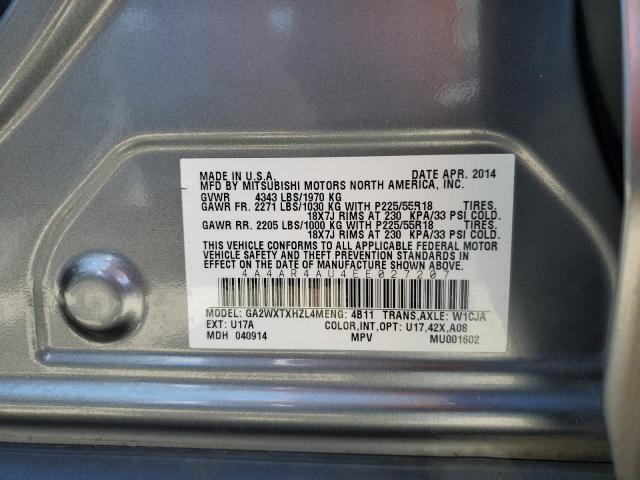 MADE IN U.S.A. DATE APR. 2014
MFD BY MITSUBISHI MOTORS NORTH AMERICA, INC.
GVWR 4343 LBS/1970 KG
GAWR FR. 2271 LBS/1030 KG WITH P225/55R18 TIRES,
18X7J RIMS AT 230 KPA/33 PSI COLD.
GAWR RR. 2205 LBS/1000 KG WITH P225/55R18 TIRES,
18X7J RIMS AT 230 KPA/33 PSI COLD.
THIS VEHICLE CONFORMS TO ALL APPLICABLE FEDERAL MOTOR
VEHICLE SAFETY, BUMPER, AND THEFT PREVENTION STANDARDS IN
EFFECT ON THE DATE OF MANUFACTURE SHOWN ABOVE.
4A4AR4AU4EE027207
MODEL: GA2WXTXHZL4MENG: 4B11 TRANS,AXLE: W1CJA
EXT: U17A COLOR,INT,OPT: U17,42X,A08
MDH 040914 MPV MU001602